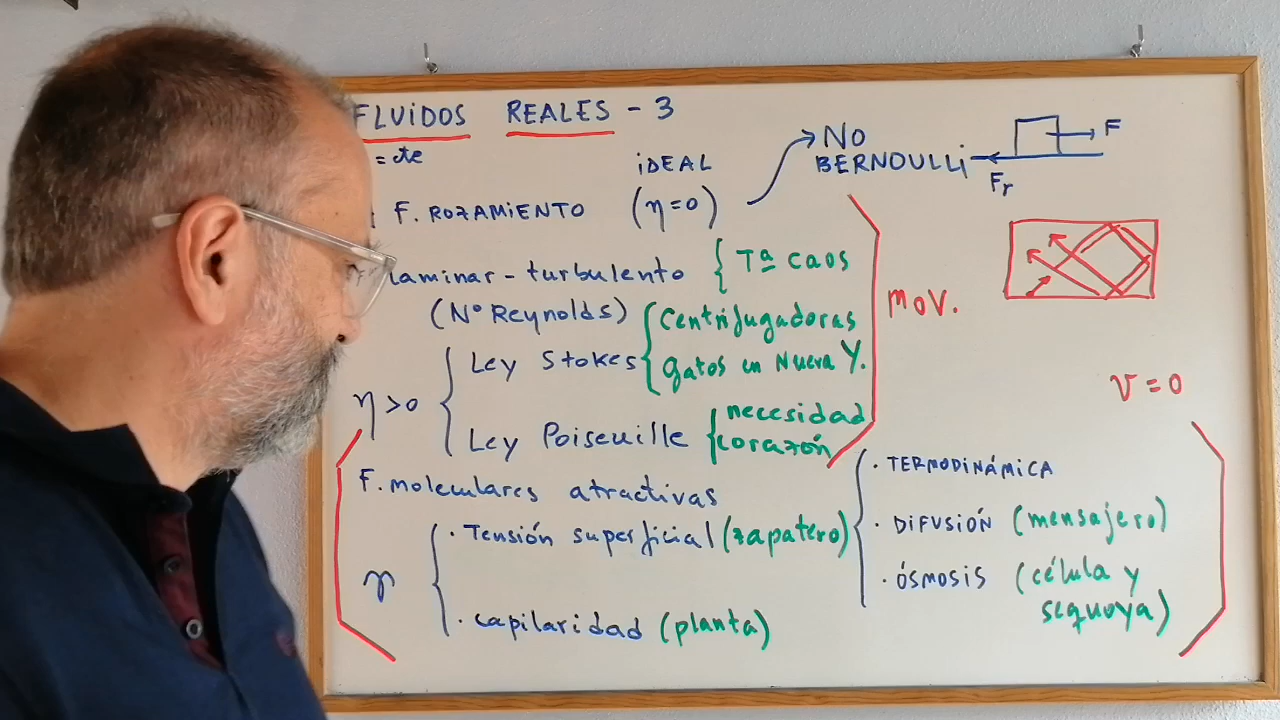 FLUIDOS REALES - 3
= cte
F. ROZAMIENTO
iDEAL
(η=0)
NO
BERNOULLi
F
Fr
laminar - turbulento
(Nº Reynolds)
Tª CAOS
η>0
Ley Stokes
centrifugadoras
gatos en Nueva Y.
Ley Poiseuille
necesidad
corazón
MOV.
v = 0
F. moleculares atractivas
γ
· Tensión superficial (zapatero)
· capilaridad (planta)
· TERMODINÁMICA
· DIFUSIÓN (mensajero)
· ÓSMOSIS (célula y
sequoya)